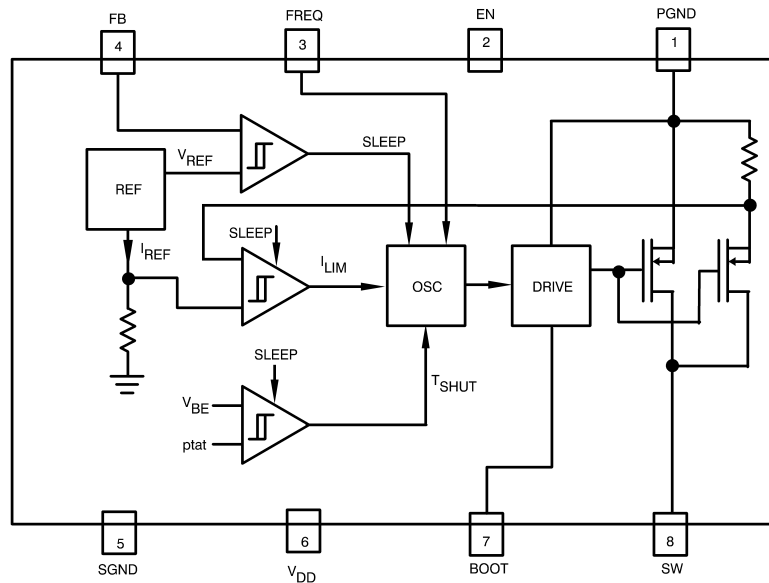 FB
FREQ
EN
PGND
4
3
2
1
VREF
SLEEP
REF
IREF
SLEEP
ILIM
OSC
DRIVE
SLEEP
TSHUT
VBE
ptat
5
6
7
8
SGND
VDD
BOOT
SW